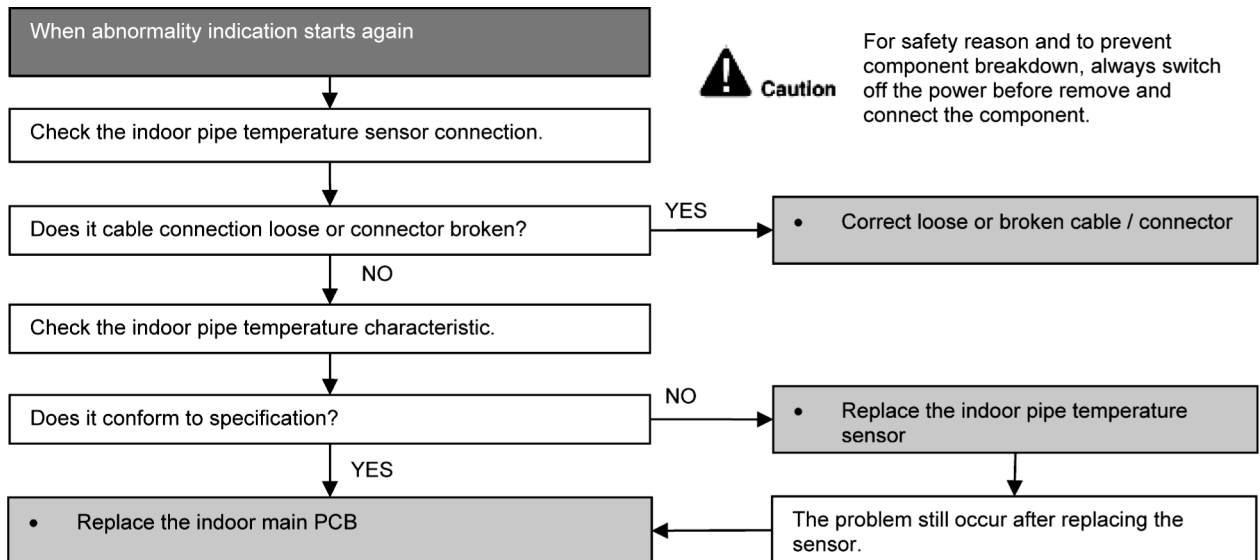 When abnormality indication starts again
Caution
For safety reason and to prevent
component breakdown, always switch
off the power before remove and
connect the component.
Check the indoor pipe temperature sensor connection.
Does it cable connection loose or connector broken?
YES
• Correct loose or broken cable / connector
NO
Check the indoor pipe temperature characteristic.
Does it conform to specification?
NO
• Replace the indoor pipe temperature
sensor
YES
• Replace the indoor main PCB
The problem still occur after replacing the
sensor.